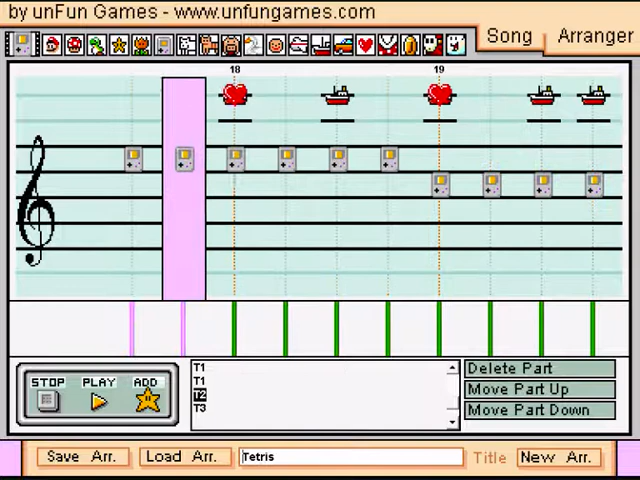 by unFun Games - www.unfungames.com
Song
Arranger
18
19
T1
T1
T2
T3
STOP
PLAY
ADD
Delete Part
Move Part Up
Move Part Down
Save Arr.
Load Arr.
Tetris
Title
New Arr.